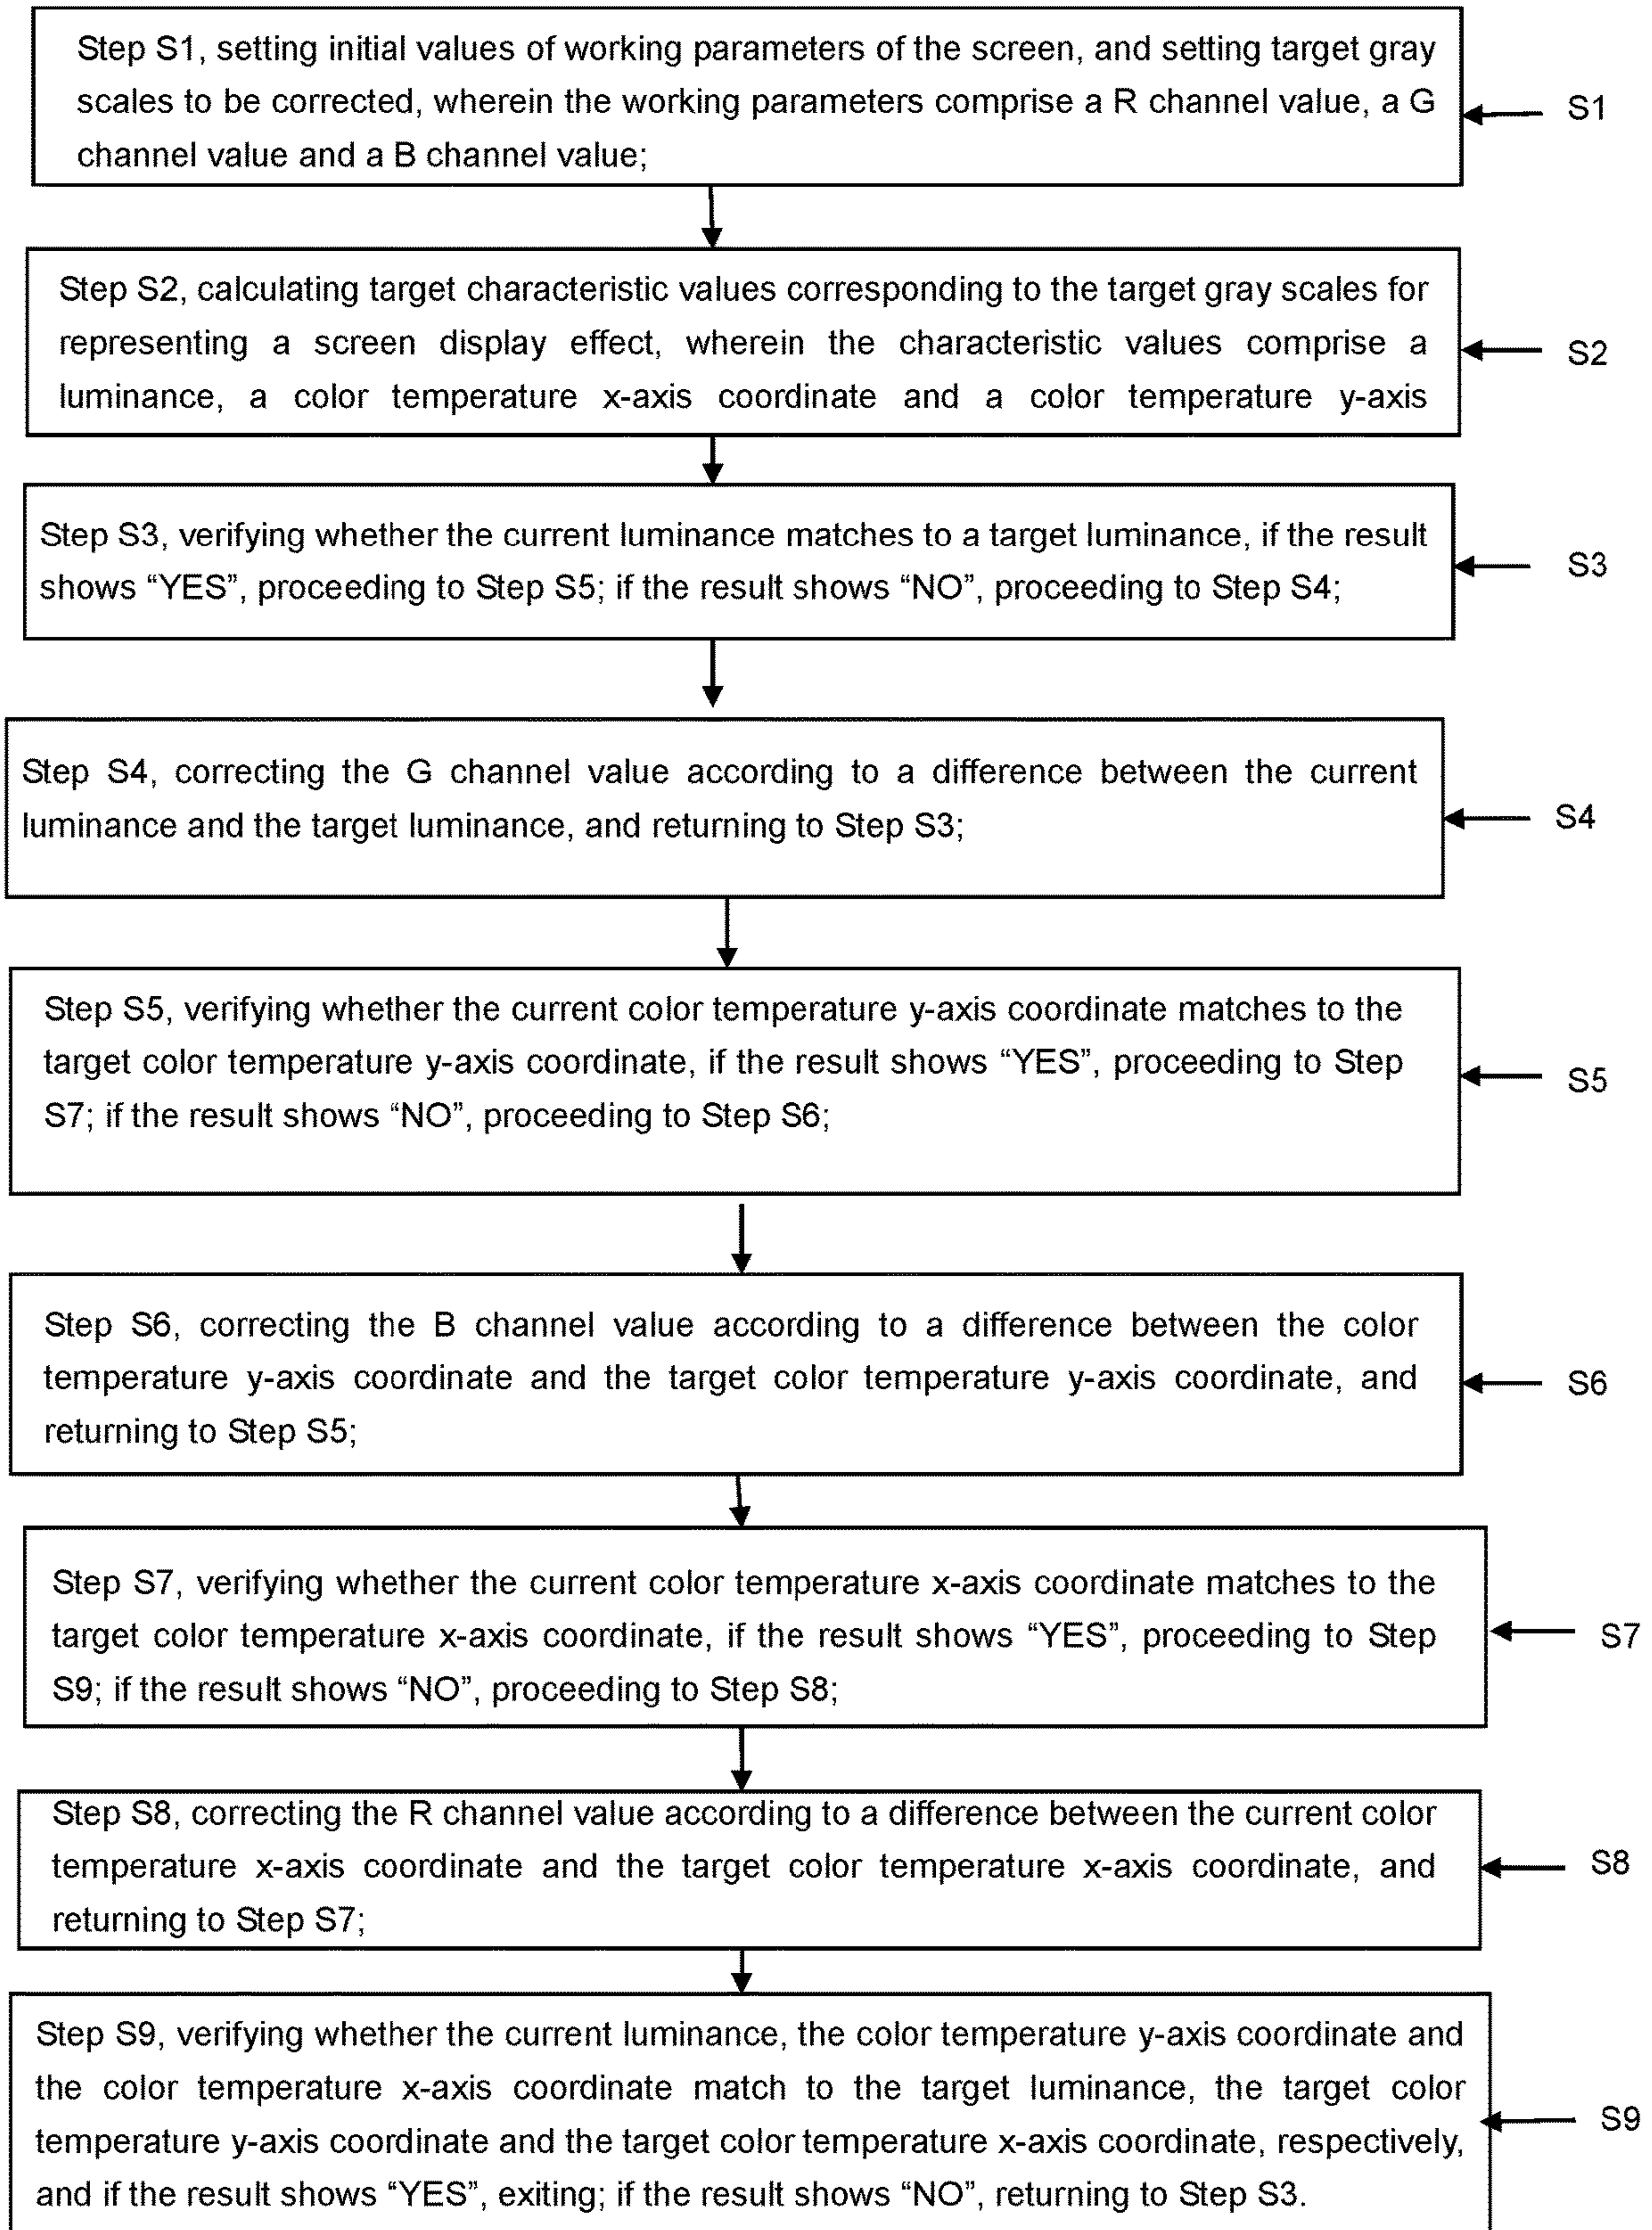 Step S1, setting initial values of working parameters of the screen, and setting target gray
scales to be corrected, wherein the working parameters comprise a R channel value, a G
channel value and a B channel value;
S1
Step S2, calculating target characteristic values corresponding to the target gray scales for
representing a screen display effect, wherein the characteristic values comprise a
luminance, a color temperature x-axis coordinate and a color temperature y-axis
S2
Step S3, verifying whether the current luminance matches to a target luminance, if the result
shows “YES”, proceeding to Step S5; if the result shows “NO”, proceeding to Step S4;
S3
Step S4, correcting the G channel value according to a difference between the current
luminance and the target luminance, and returning to Step S3;
S4
Step S5, verifying whether the current color temperature y-axis coordinate matches to the
target color temperature y-axis coordinate, if the result shows “YES”, proceeding to Step
S7; if the result shows “NO”, proceeding to Step S6;
S5
Step S6, correcting the B channel value according to a difference between the color
temperature y-axis coordinate and the target color temperature y-axis coordinate, and
returning to Step S5;
S6
Step S7, verifying whether the current color temperature x-axis coordinate matches to the
target color temperature x-axis coordinate, if the result shows “YES”, proceeding to Step
S9; if the result shows “NO”, proceeding to Step S8;
S7
Step S8, correcting the R channel value according to a difference between the current color
temperature x-axis coordinate and the target color temperature x-axis coordinate, and
returning to Step S7;
S8
Step S9, verifying whether the current luminance, the color temperature y-axis coordinate and
the color temperature x-axis coordinate match to the target luminance, the target color
temperature y-axis coordinate and the target color temperature x-axis coordinate, respectively,
and if the result shows “YES”, exiting; if the result shows “NO”, returning to Step S3.
S9